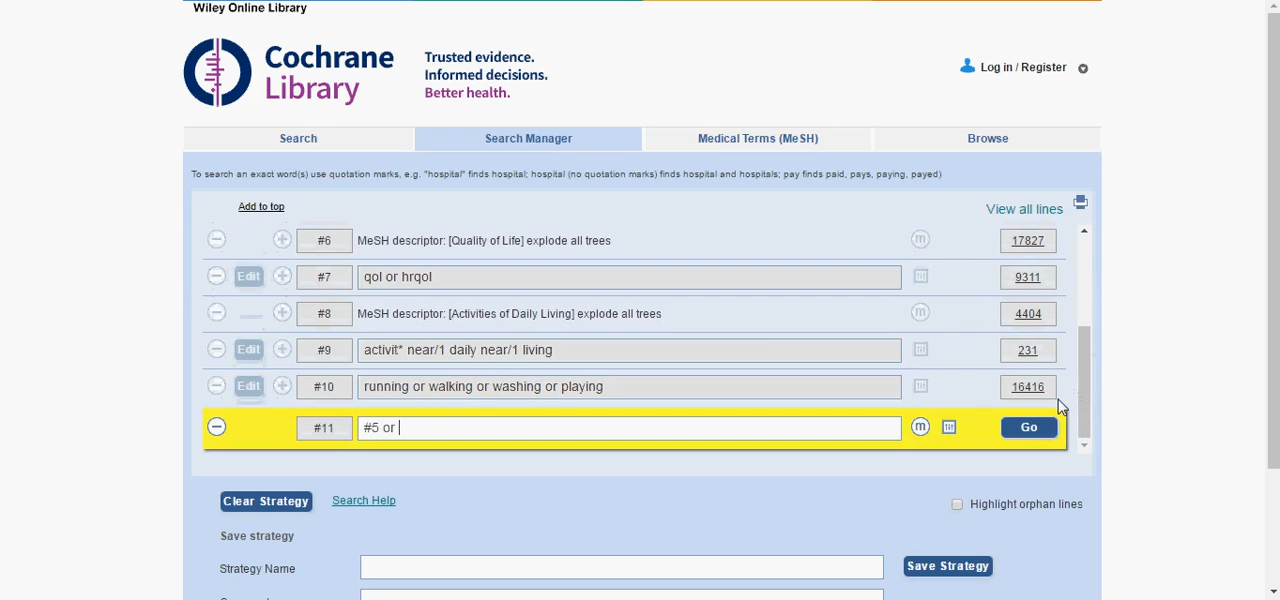 Wiley Online Library
Cochrane
Library
Trusted evidence.
Informed decisions.
Better health.
Log in / Register
Search
Search Manager
Medical Terms (MeSH)
Browse
To search an exact word(s) use quotation marks, e.g. "hospital" finds hospital; hospital (no quotation marks) finds hospital and hospitals; pay finds paid, pays, paying, payed)
Add to top
View all lines
#6 MeSH descriptor: [Quality of Life] explode all trees m 17827
Edit #7 qol or hrqol 9311
#8 MeSH descriptor: [Activities of Daily Living] explode all trees m 4404
Edit #9 activit* near/1 daily near/1 living 231
Edit #10 running or walking or washing or playing 16416
#11 #5 or m Go
Clear Strategy
Search Help
Highlight orphan lines
Save strategy
Strategy Name
Save Strategy